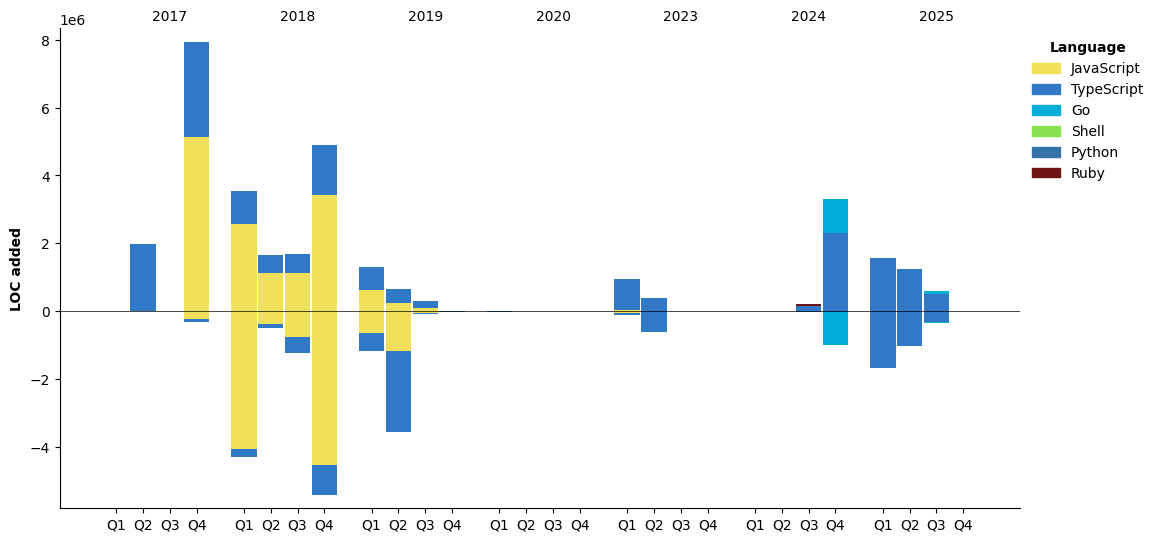 2017 2018 2019 2020 2023 2024 2025
1e6
8
6
4
2
0
−2
−4
LOC added
Q1 Q2 Q3 Q4 Q1 Q2 Q3 Q4 Q1 Q2 Q3 Q4 Q1 Q2 Q3 Q4 Q1 Q2 Q3 Q4 Q1 Q2 Q3 Q4 Q1 Q2 Q3 Q4
Language
JavaScript
TypeScript
Go
Shell
Python
Ruby